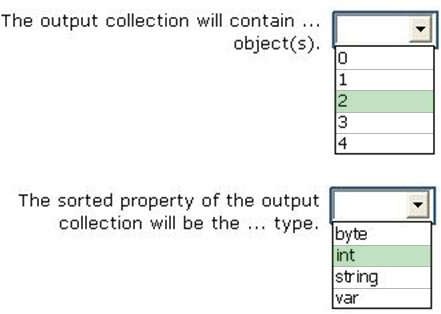 The output collection will contain ...
object(s).
0
1
2
3
4
The sorted property of the output
collection will be the ... type.
byte
int
string
var